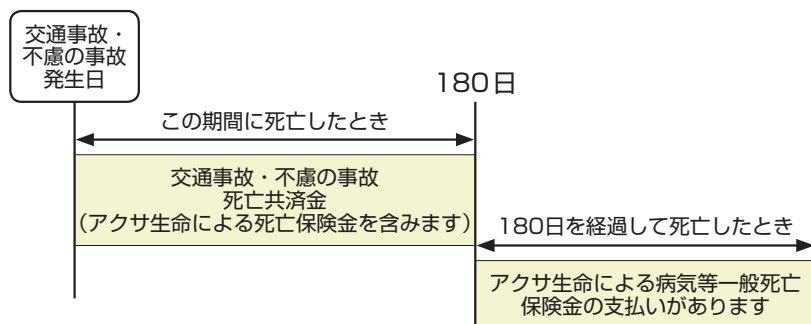 交通事故・
不慮の事故
発生日
180日
この期間に死亡したとき
交通事故・不慮の事故
死亡共済金
(アクサ生命による死亡保険金を含みます)
180日を経過して死亡したとき
アクサ生命による病気等一般死亡
保険金の支払いがあります